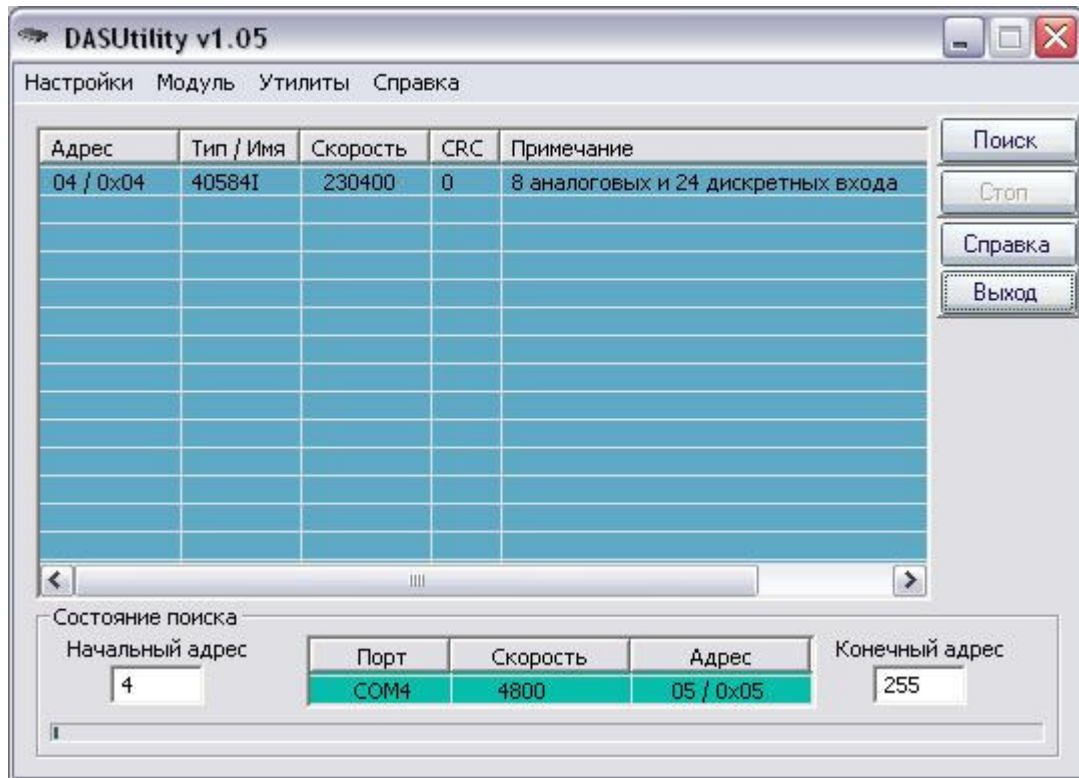 DASUtility v1.05
Настройки Модуль Утилиты Справка
Адрес Тип / Имя Скорость CRC Примечание
04 / 0x04 40584I 230400 0 8 аналоговых и 24 дискретных входа
Поиск
Стоп
Справка
Выход
Состояние поиска
Начальный адрес
4
Порт Скорость Адрес
COM4 4800 05 / 0x05
Конечный адрес
255